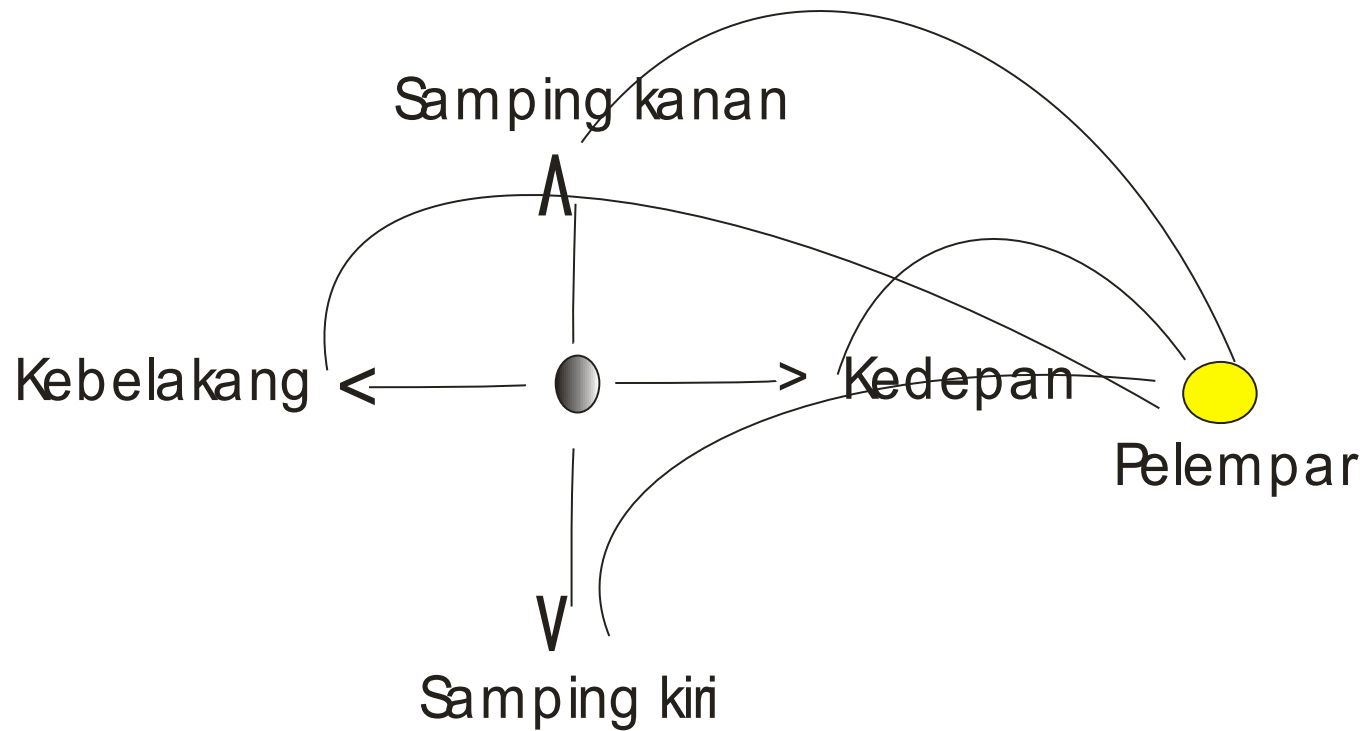 Samping kanan
Kebelakang
Kedepan
Pelempar
Samping kiri